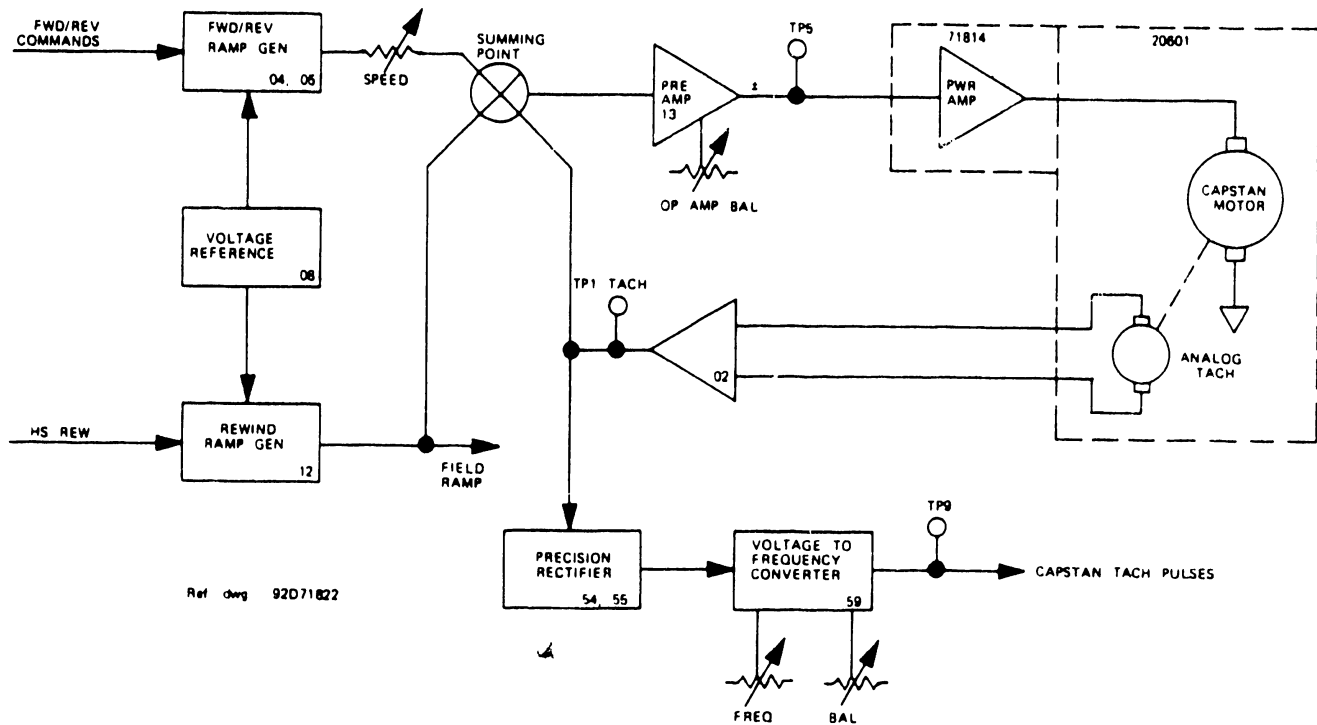 FWD/REV
COMMANDS
FWD/REV
RAMP GEN
04, 05
SPEED
SUMMING
POINT
PRE
AMP
13
±
TP5
OP AMP BAL
71814
PWR
AMP
20601
CAPSTAN
MOTOR
VOLTAGE
REFERENCE
08
TP1 TACH
02
ANALOG
TACH
HS REW
REWIND
RAMP GEN
12
FIELD
RAMP
PRECISION
RECTIFIER
54, 55
VOLTAGE TO
FREQUENCY
CONVERTER
59
TP9
CAPSTAN TACH PULSES
Ref dwg 92D71822
FREQ
BAL